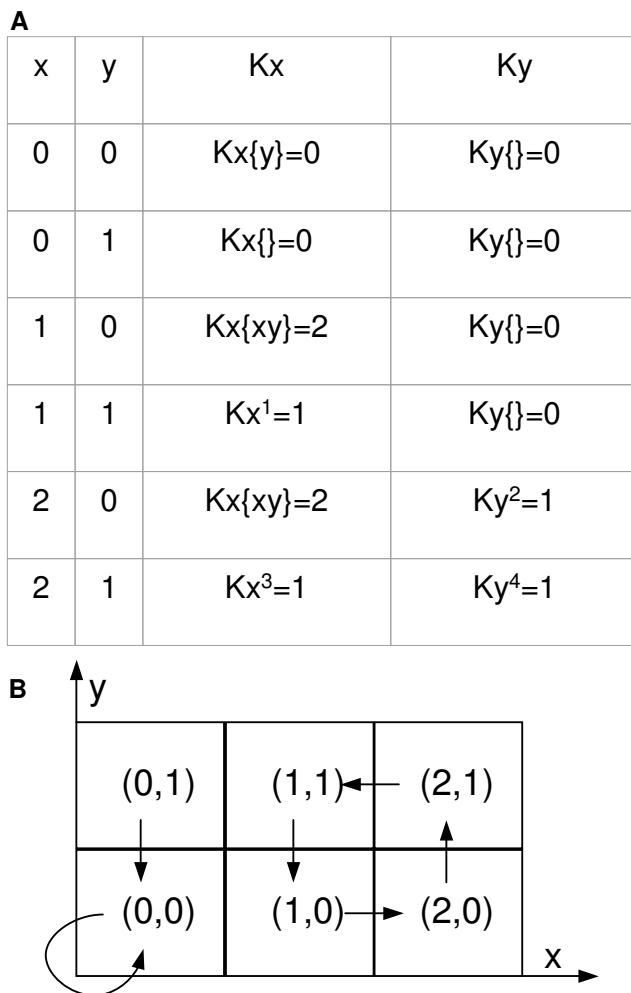 A
x y Kx Ky
0 0 Kx{y}=0 Ky{}=0
0 1 Kx{}=0 Ky{}=0
1 0 Kx{xy}=2 Ky{}=0
1 1 Kx¹=1 Ky{}=0
2 0 Kx{xy}=2 Ky²=1
2 1 Kx³=1 Ky⁴=1
B
y
(0,1) (1,1) (2,1)
(0,0) (1,0) (2,0)
x